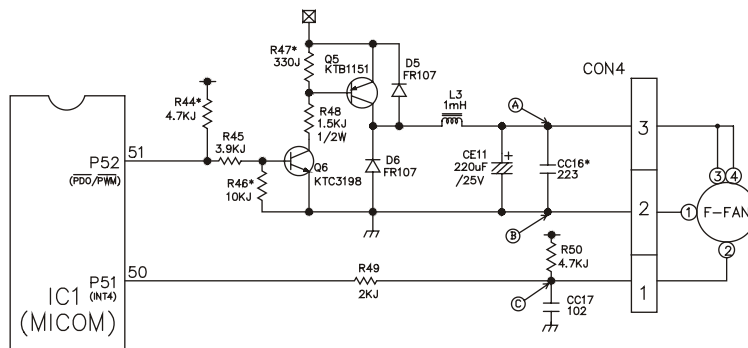 R47*
330J
Q5
KTB1151
D5
FR107
CON4
R44*
4.7KJ
R48
1.5KJ
1/2W
L3
1mH
A
3
P52
51
(PDO/PWM)
R45
3.9KJ
Q6
KTC3198
D6
FR107
CE11
220uF
/25V
CC16*
223
3
4
R46*
10KJ
2
1
F-FAN
B
2
R50
4.7KJ
P51
50
(INT4)
R49
2KJ
C
1
IC1
(MICOM)
CC17
102